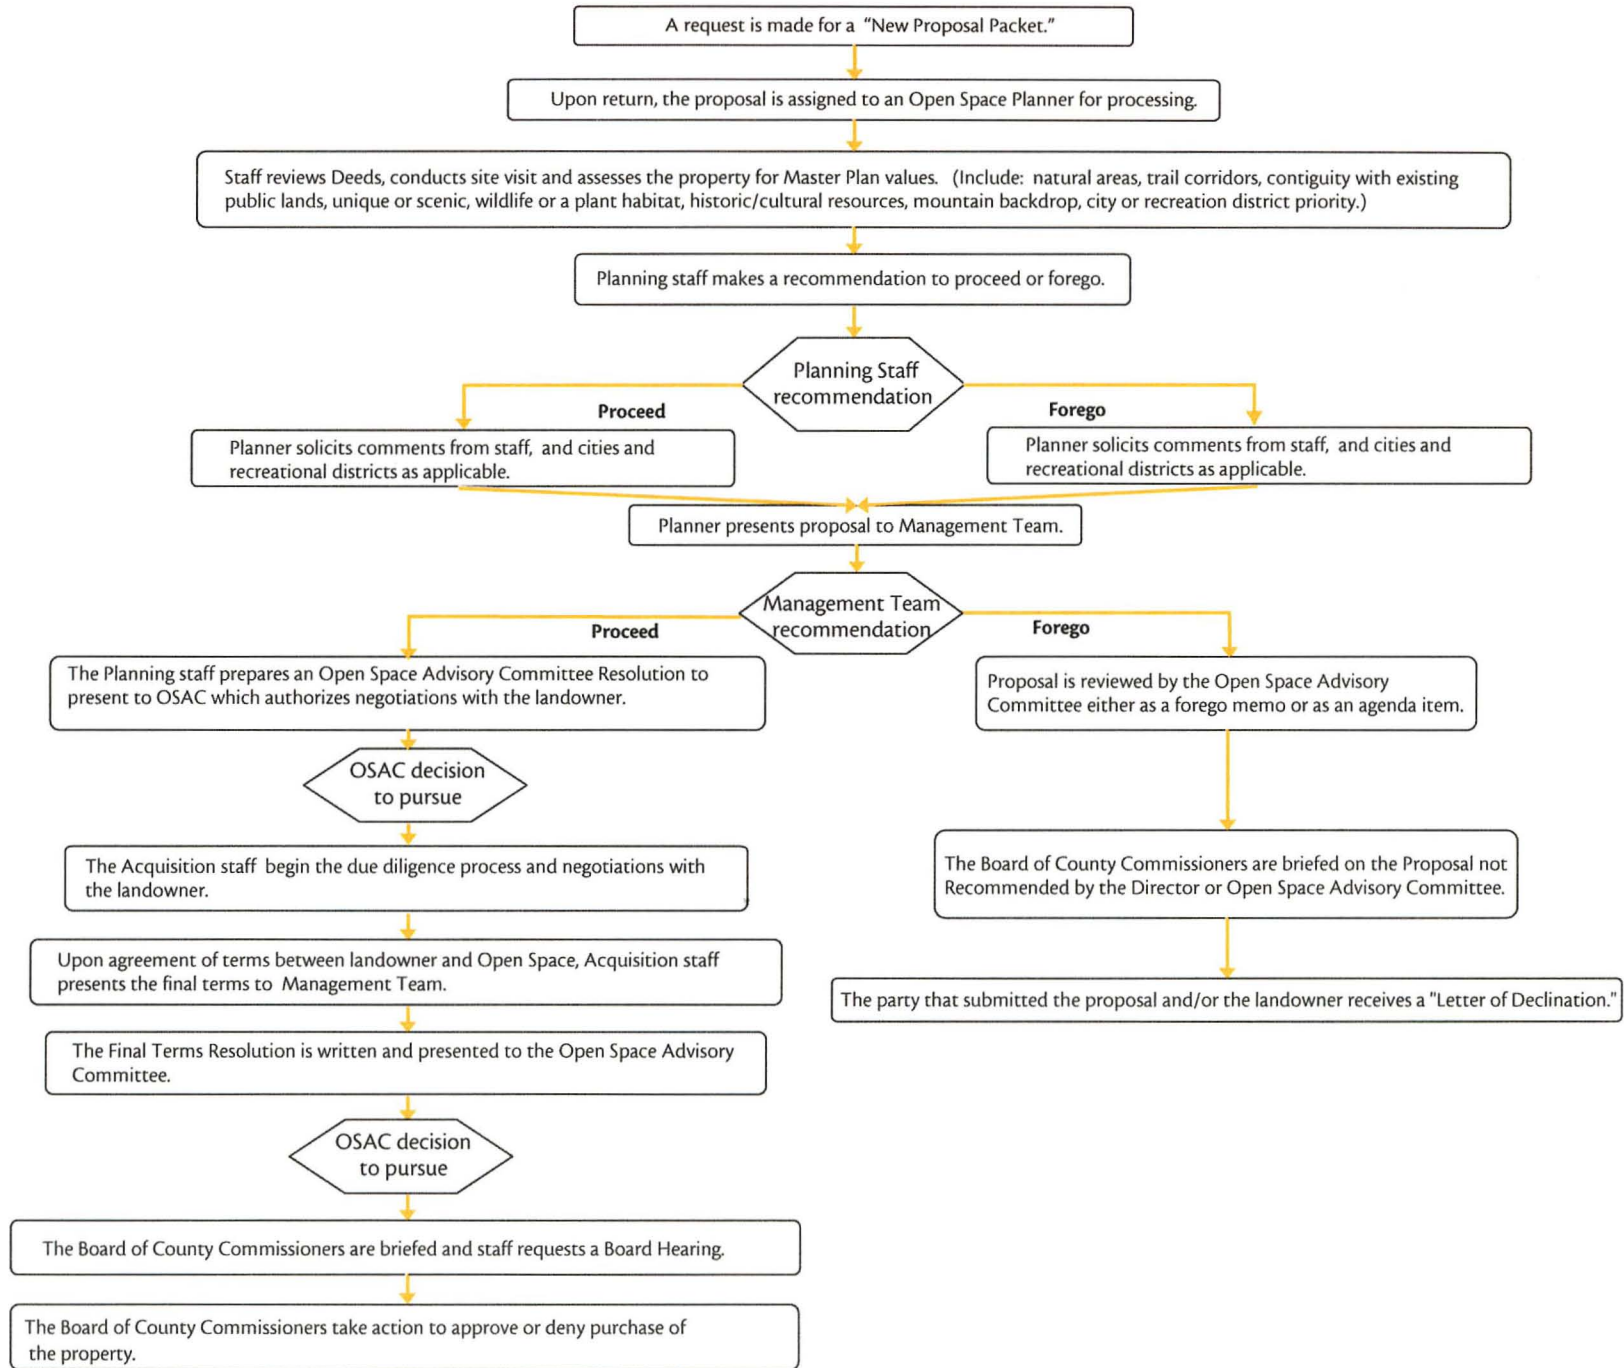 A request is made for a "New Proposal Packet."
Upon return, the proposal is assigned to an Open Space Planner for processing.
Staff reviews Deeds, conducts site visit and assesses the property for Master Plan values. (Include: natural areas, trail corridors, contiguity with existing
public lands, unique or scenic, wildlife or a plant habitat, historic/cultural resources, mountain backdrop, city or recreation district priority.)
Planning staff makes a recommendation to proceed or forego.
Planning Staff
recommendation
Proceed
Forego
Planner solicits comments from staff, and cities and
recreational districts as applicable.
Planner solicits comments from staff, and cities and
recreational districts as applicable.
Planner presents proposal to Management Team.
Management Team
recommendation
Proceed
Forego
The Planning staff prepares an Open Space Advisory Committee Resolution to
present to OSAC which authorizes negotiations with the landowner.
OSAC decision
to pursue
The Acquisition staff begin the due diligence process and negotiations with
the landowner.
Upon agreement of terms between landowner and Open Space, Acquisition staff
presents the final terms to Management Team.
The Final Terms Resolution is written and presented to the Open Space Advisory
Committee.
OSAC decision
to pursue
The Board of County Commissioners are briefed and staff requests a Board Hearing.
The Board of County Commissioners take action to approve or deny purchase of
the property.
Proposal is reviewed by the Open Space Advisory
Committee either as a forego memo or as an agenda item.
The Board of County Commissioners are briefed on the Proposal not
Recommended by the Director or Open Space Advisory Committee.
The party that submitted the proposal and/or the landowner receives a "Letter of Declination."